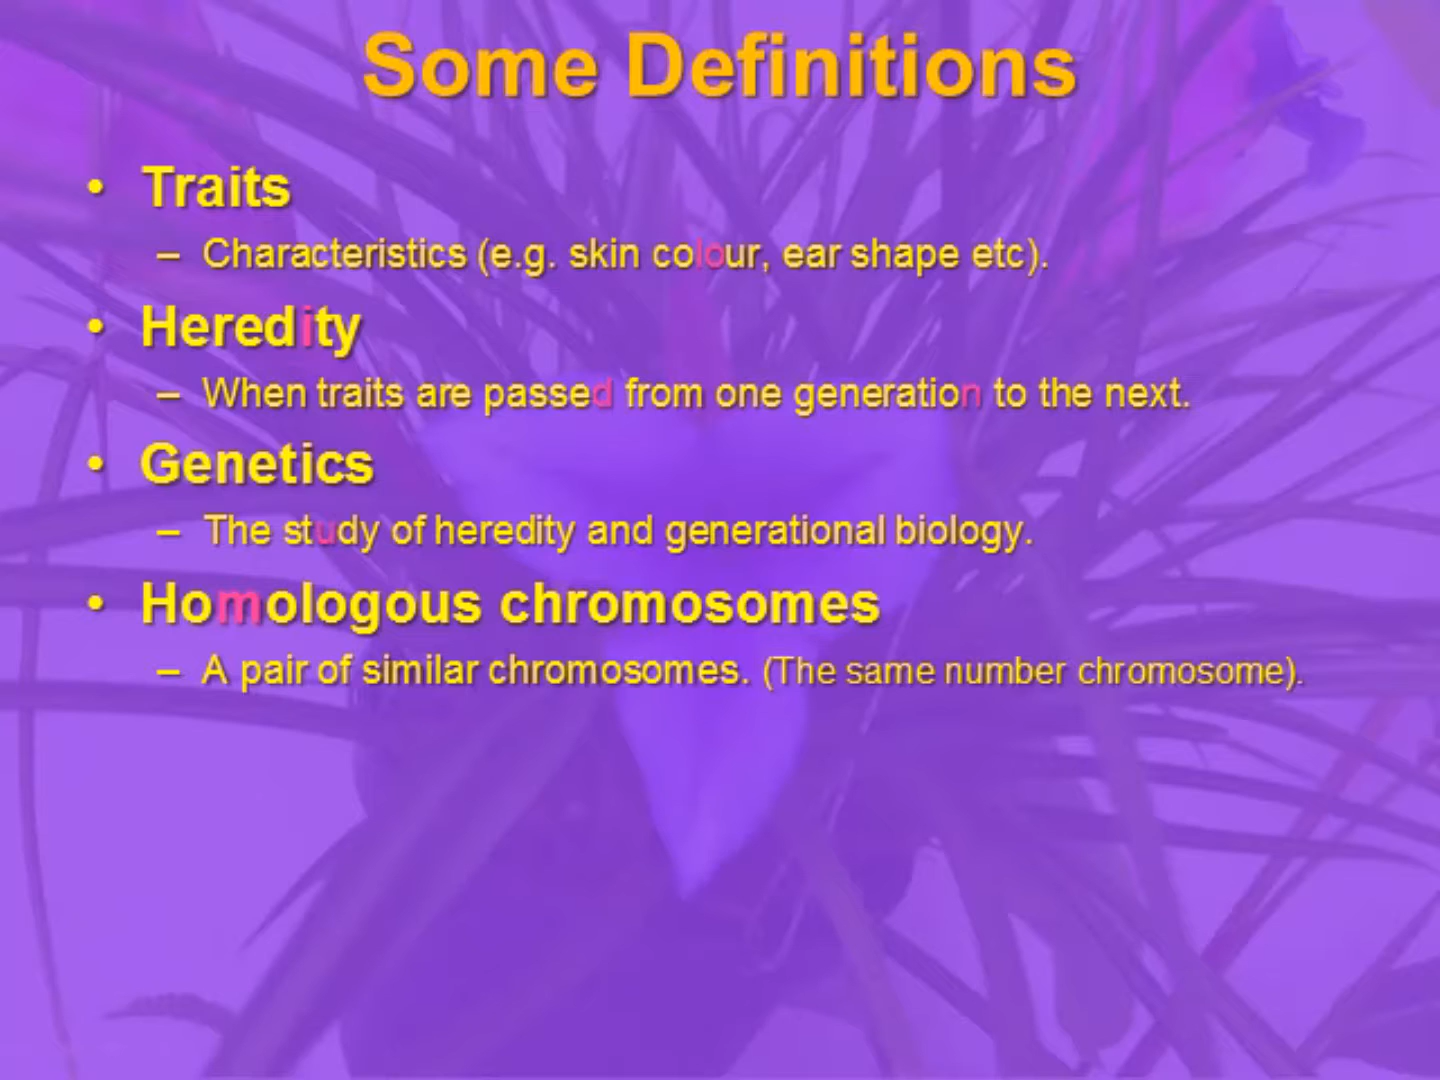 Some Definitions
• Traits
– Characteristics (e.g. skin colour, ear shape etc).
• Heredity
– When traits are passed from one generation to the next.
• Genetics
– The study of heredity and generational biology.
• Homologous chromosomes
– A pair of similar chromosomes. (The same number chromosome).